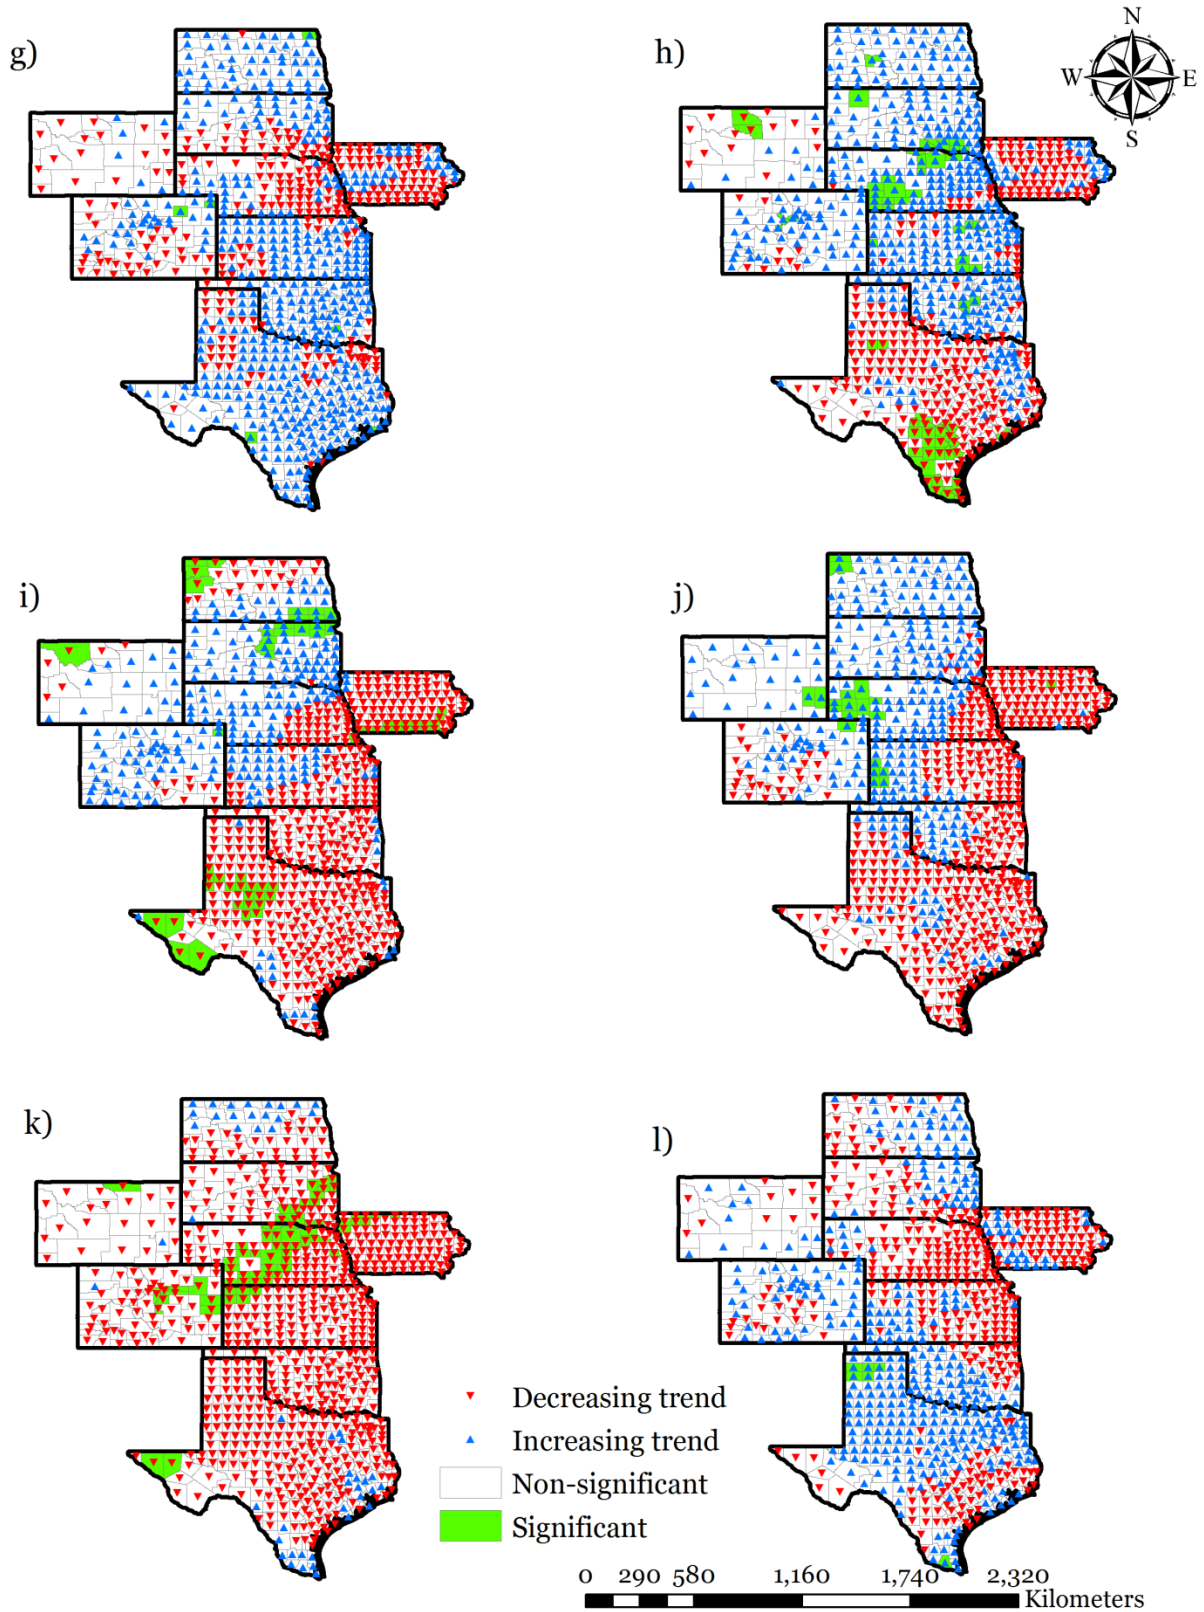 g)
h)
N
W
E
S
i)
j)
k)
l)
Decreasing trend
Increasing trend
Non-significant
Significant
0 290 580 1,160 1,740 2,320
Kilometers